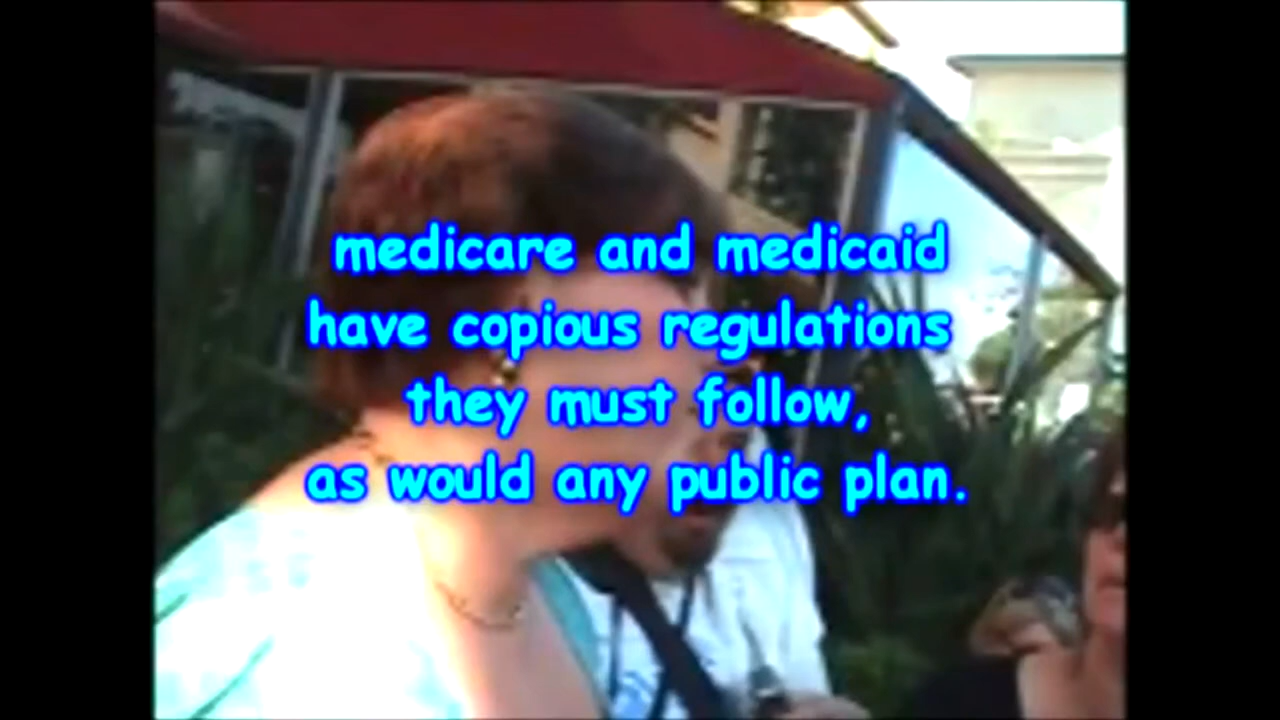 medicare and medicaid
have copious regulations
they must follow,
as would any public plan.